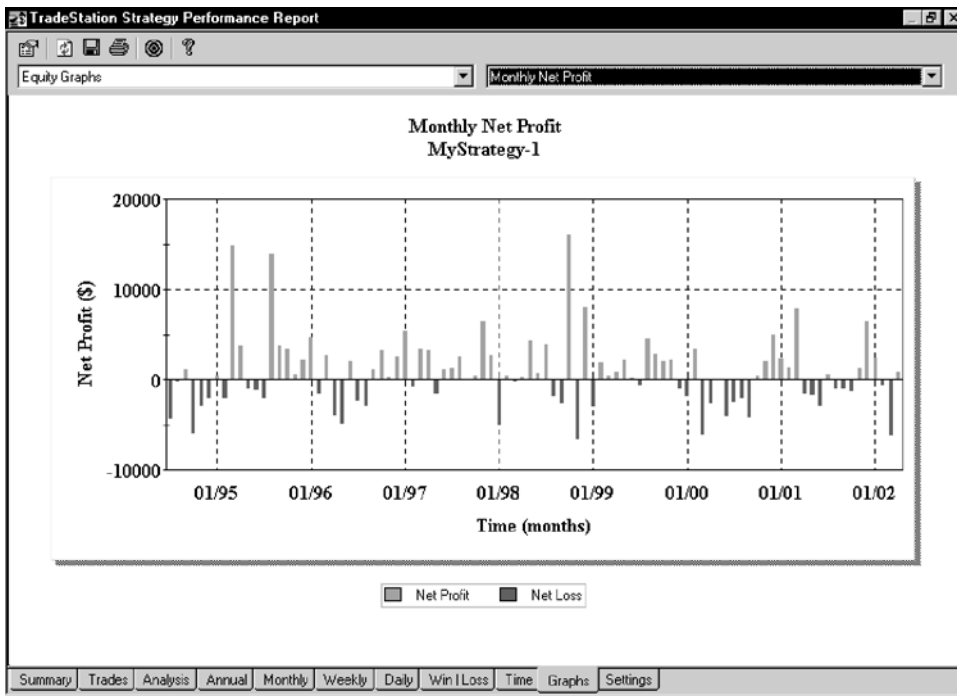 TradeStation Strategy Performance Report
Equity Graphs
Monthly Net Profit
Monthly Net Profit
MyStrategy-1
20000
10000
0
-10000
Net Profit ($)
01/95 01/96 01/97 01/98 01/99 01/00 01/01 01/02
Time (months)
Net Profit Net Loss
Summary Trades Analysis Annual Monthly Weekly Daily Win | Loss Time Graphs Settings